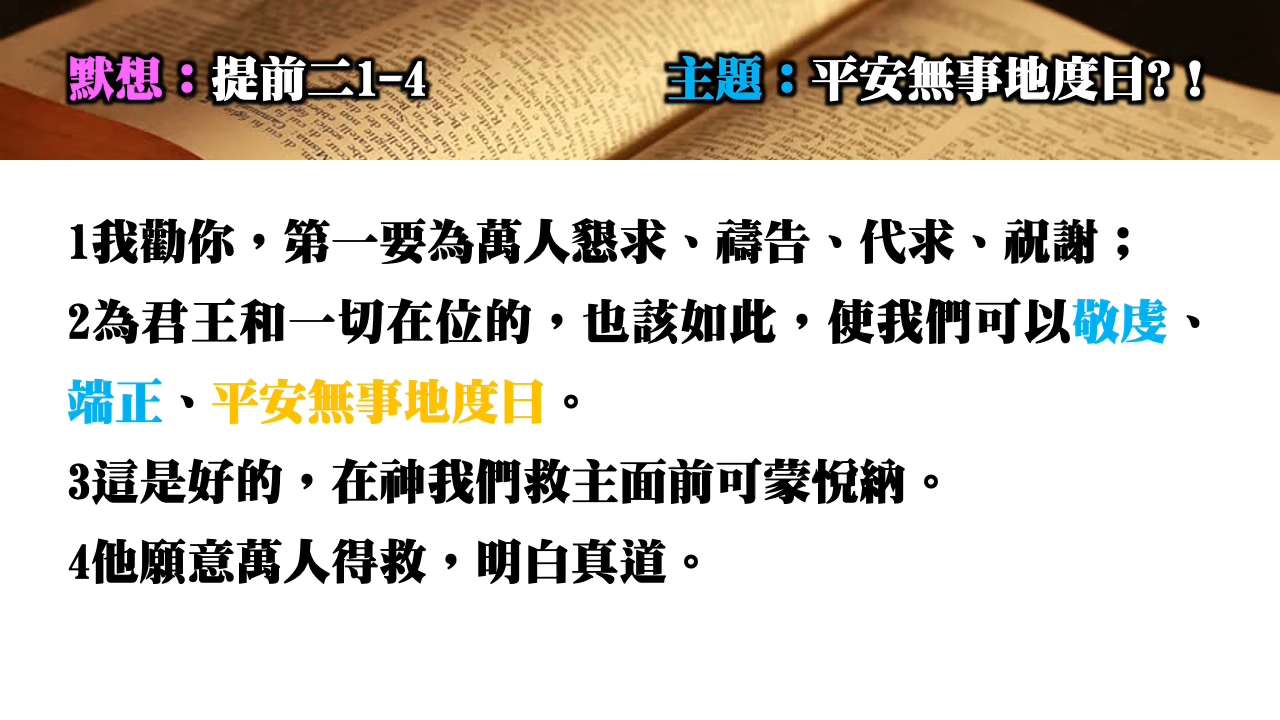 默想：提前二1-4
主題：平安無事地度日?！
1我勸你，第一要為萬人懇求、禱告、代求、祝謝；
2為君王和一切在位的，也該如此，使我們可以敬虔、
端正、平安無事地度日。
3這是好的，在神我們救主面前可蒙悅納。
4他願意萬人得救，明白真道。